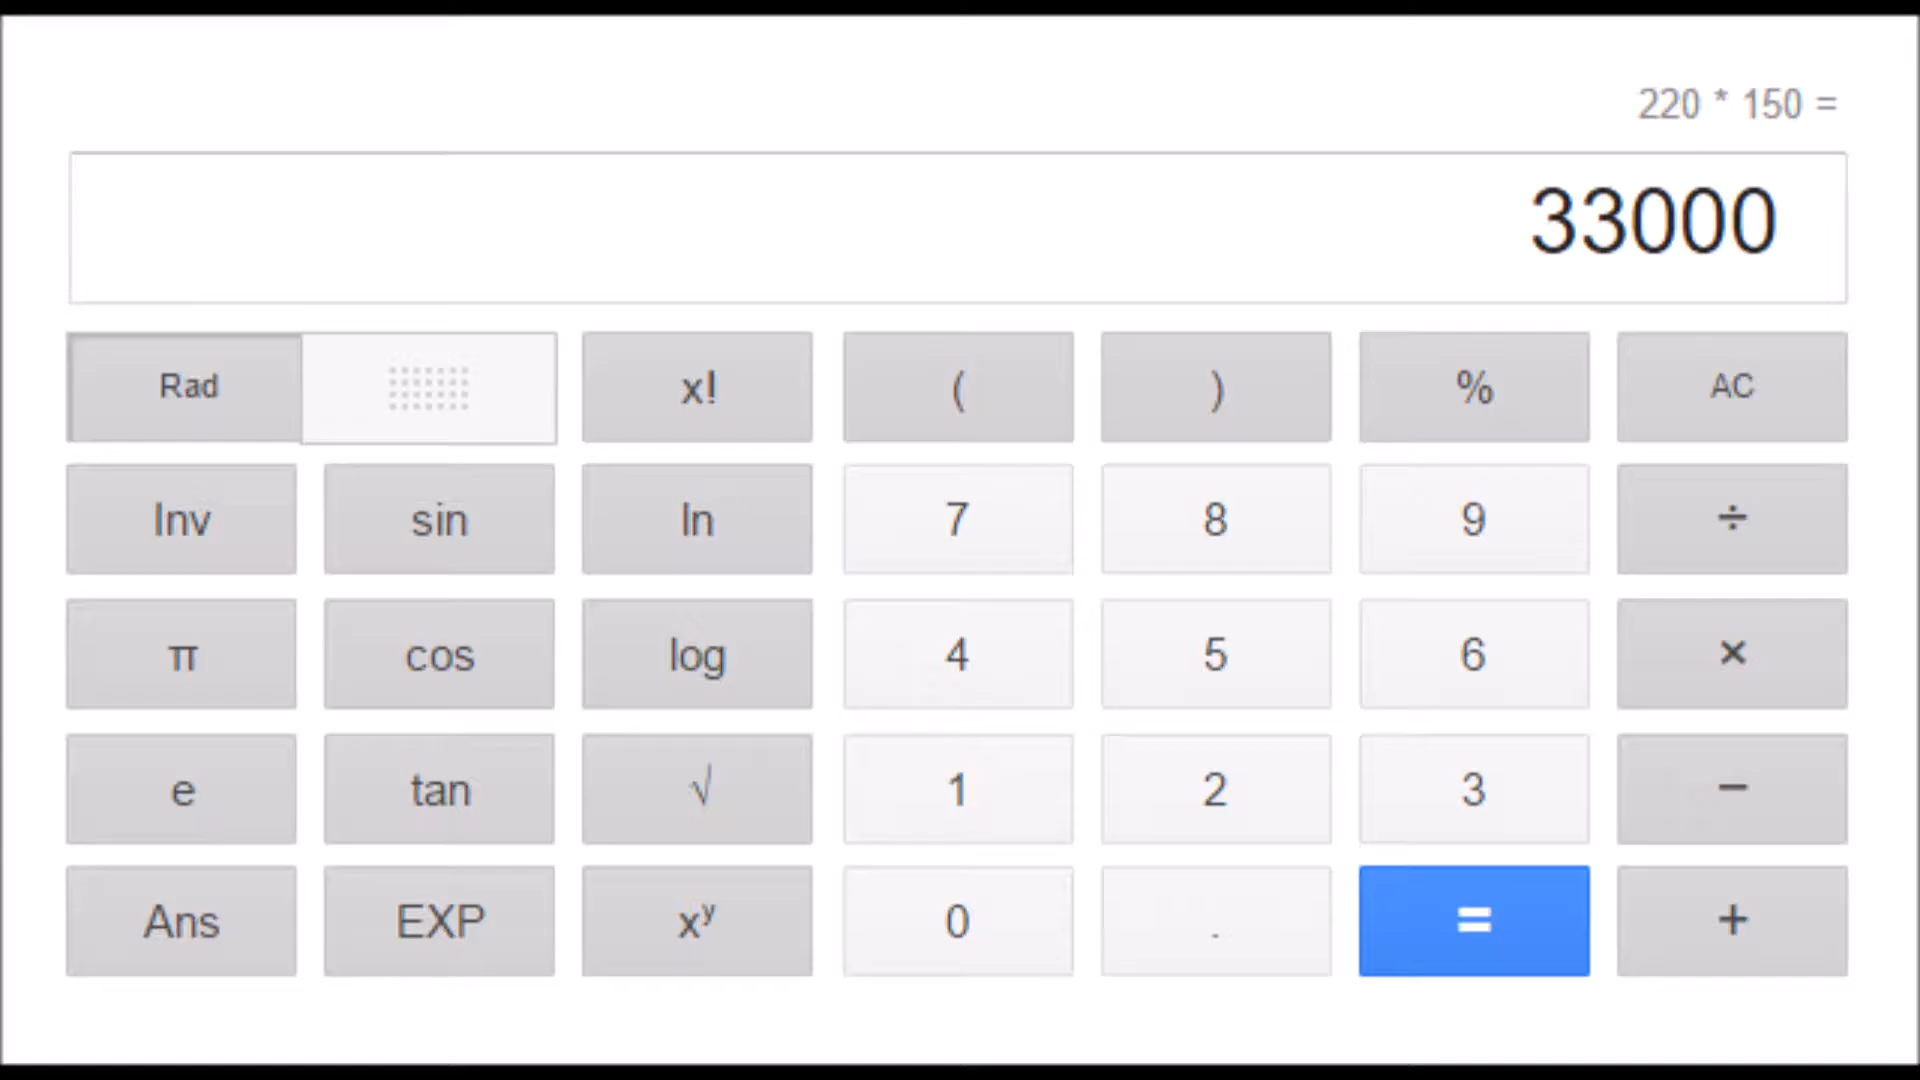 220 * 150 =
33000
Rad x! ( ) % AC
Inv sin ln 7 8 9 ÷
π cos log 4 5 6 ×
e tan √ 1 2 3 −
Ans EXP xʸ 0 . = +